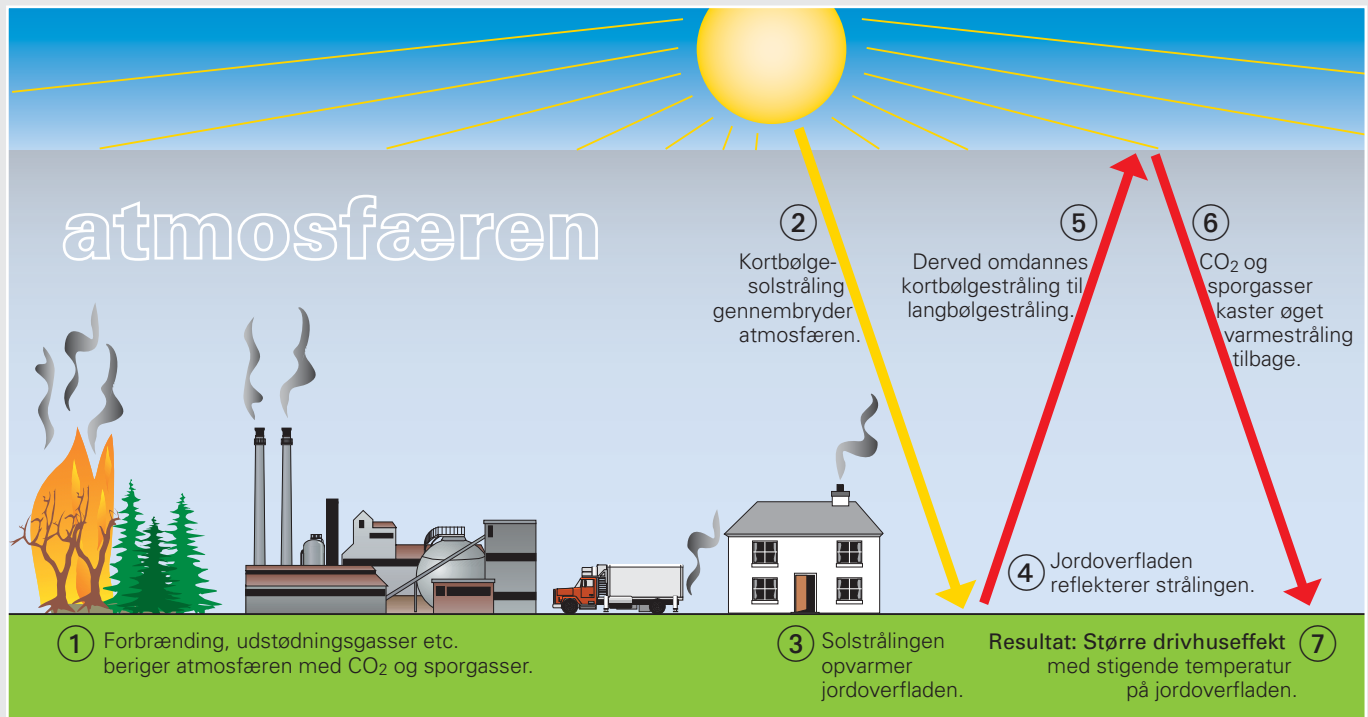 atmosfæren
① Forbrænding, udstødningsgasser etc.
beriger atmosfæren med CO₂ og sporgasser.
②
Kortbølge-
solstråling
gennembryder
atmosfæren.
③ Solstrålingen
opvarmer
jordoverfladen.
④ Jordoverfladen
reflekterer strålingen.
⑤
Derved omdannes
kortbølgestråling til
langbølgestråling.
⑥
CO₂ og
sporgasser
kaster øget
varmestråling
tilbage.
Resultat: Større drivhuseffekt ⑦
med stigende temperatur
på jordoverfladen.